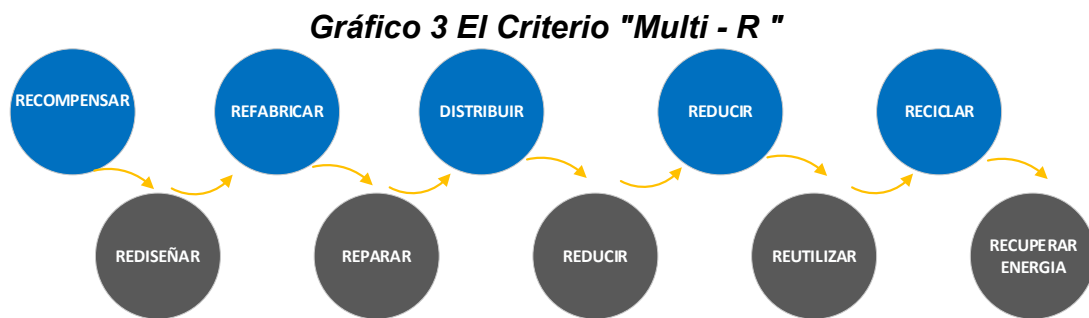 Gráfico 3 El Criterio "Multi - R "
RECOMPENSAR
REDISEÑAR
REFABRICAR
REPARAR
DISTRIBUIR
REDUCIR
REDUCIR
REUTILIZAR
RECICLAR
RECUPERAR
ENERGIA